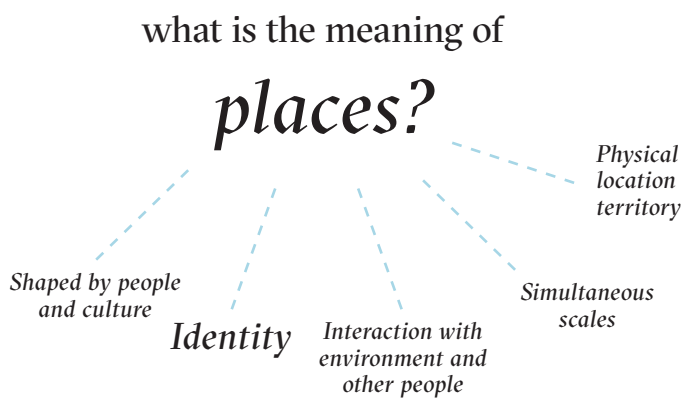 what is the meaning of
places?
Physical
location
territory
Shaped by people
and culture
Identity
Interaction with
environment and
other people
Simultaneous
scales